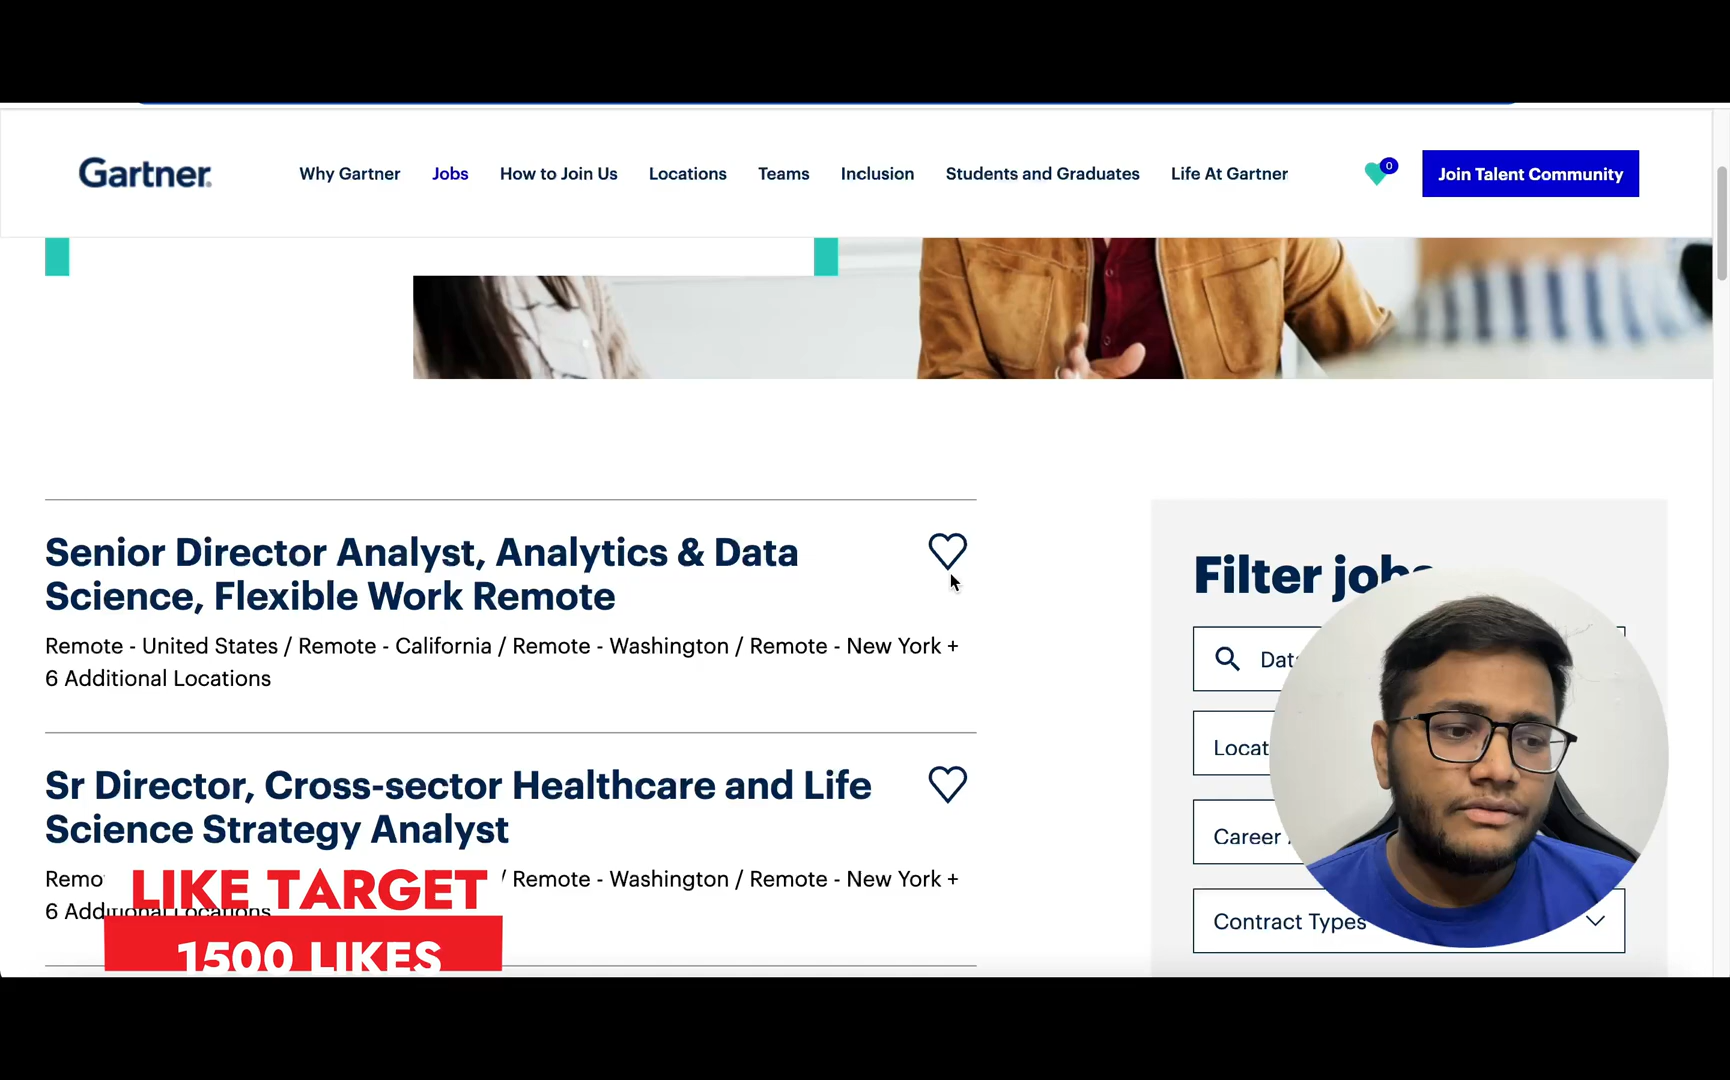 Gartner
Why Gartner
Jobs
How to Join Us
Locations
Teams
Inclusion
Students and Graduates
Life At Gartner
0
Join Talent Community
Senior Director Analyst, Analytics & Data
Science, Flexible Work Remote
Remote - United States / Remote - California / Remote - Washington / Remote - New York +
6 Additional Locations
Sr Director, Cross-sector Healthcare and Life
Science Strategy Analyst
/ Remote - Washington / Remote - New York +
6 Additional Locations
LIKE TARGET
1500 LIKES
Filter jobs
Career
Contract Types